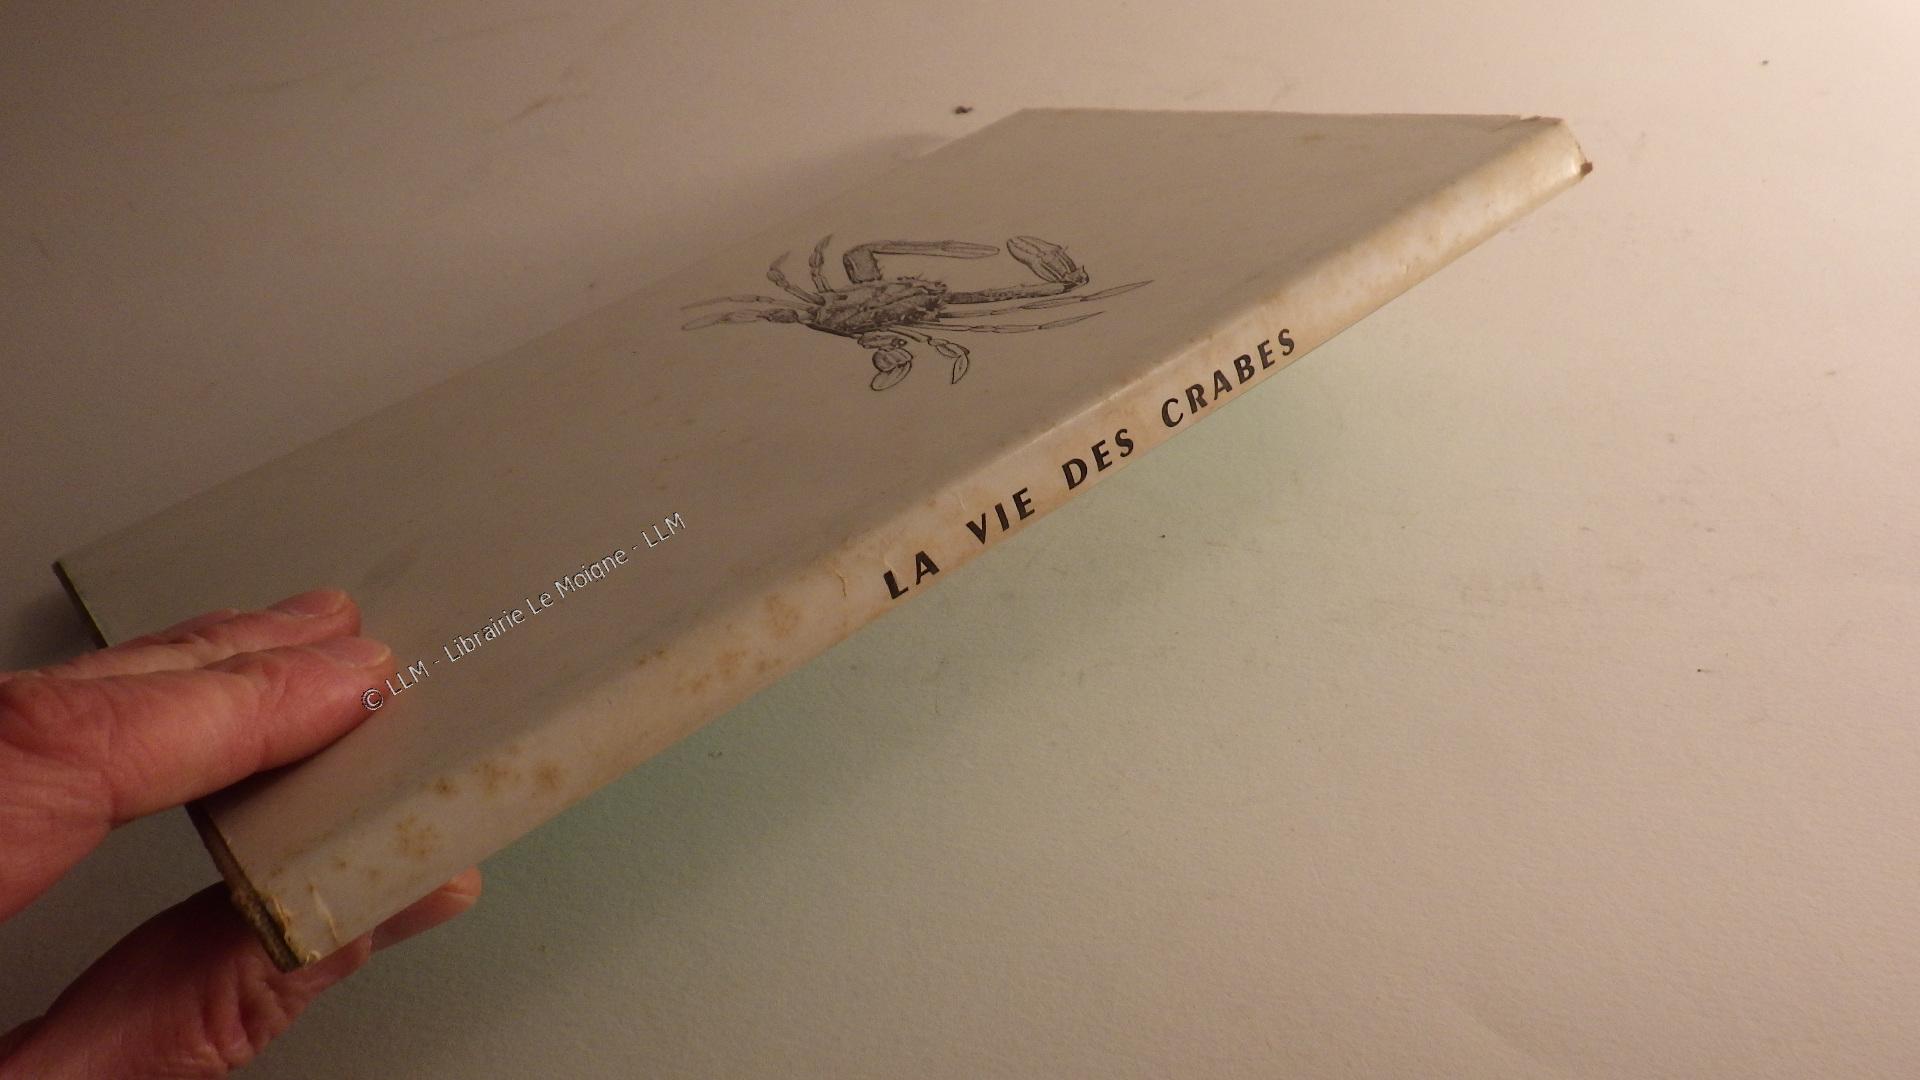 LA VIE DES CRABES
© LLM - Librairie Le Moigne - LLM